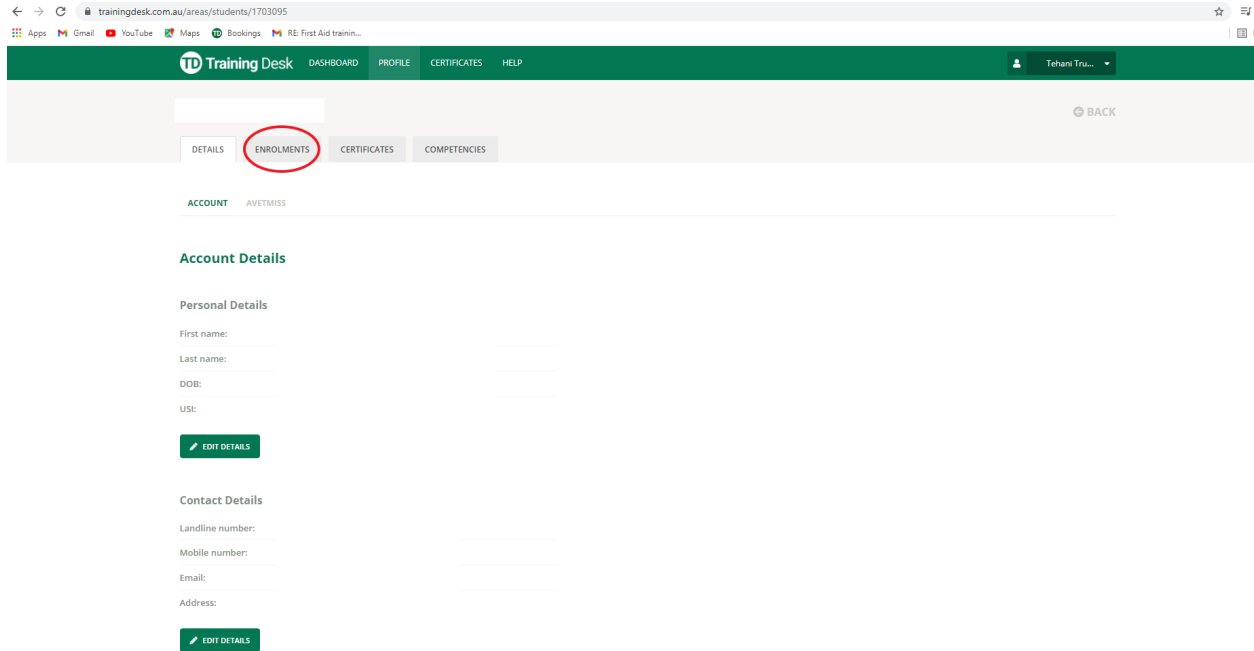 trainingdesk.com.au/areas/students/1703095
Apps Gmail YouTube Maps TD Bookings RE: First Aid trainin...
TD Training Desk DASHBOARD PROFILE CERTIFICATES HELP Tehani Tru...
BACK
DETAILS ENROLMENTS CERTIFICATES COMPETENCIES
ACCOUNT AVETMISS
Account Details
Personal Details
First name:
Last name:
DOB:
USI:
EDIT DETAILS
Contact Details
Landline number:
Mobile number:
Email:
Address:
EDIT DETAILS